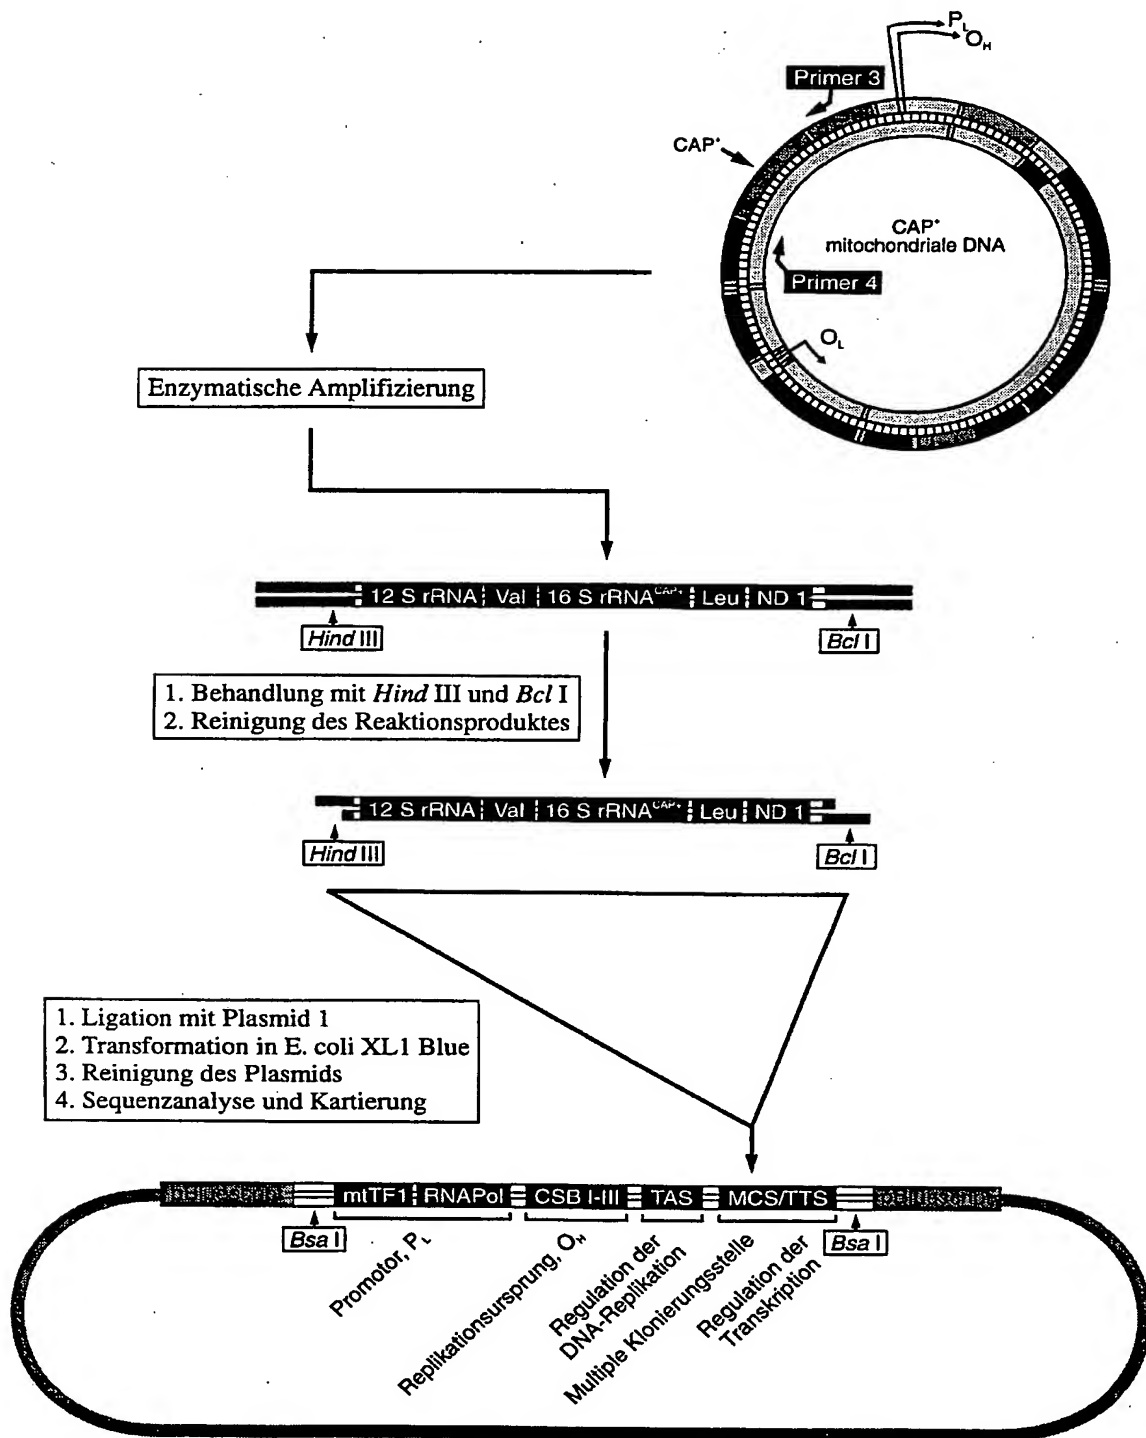 P_L
O_H
Primer 3
CAP⁺
CAP⁺
mitochondriale DNA
Primer 4
O_L
Enzymatische Amplifizierung
12 S rRNA Val 16 S rRNA^CAP+ Leu ND 1
Hind III
Bcl I
1. Behandlung mit Hind III und Bcl I
2. Reinigung des Reaktionsproduktes
12 S rRNA Val 16 S rRNA^CAP+ Leu ND 1
Hind III
Bcl I
1. Ligation mit Plasmid 1
2. Transformation in E. coli XL1 Blue
3. Reinigung des Plasmids
4. Sequenzanalyse und Kartierung
mtTF1 RNAPol CSB I-III TAS MCS/TTS
Bsa I
Bsa I
Promotor, P_L
Replikationsursprung, O_H
Regulation der
DNA-Replikation
Multiple Klonierungsstelle
Regulation der
Transkription